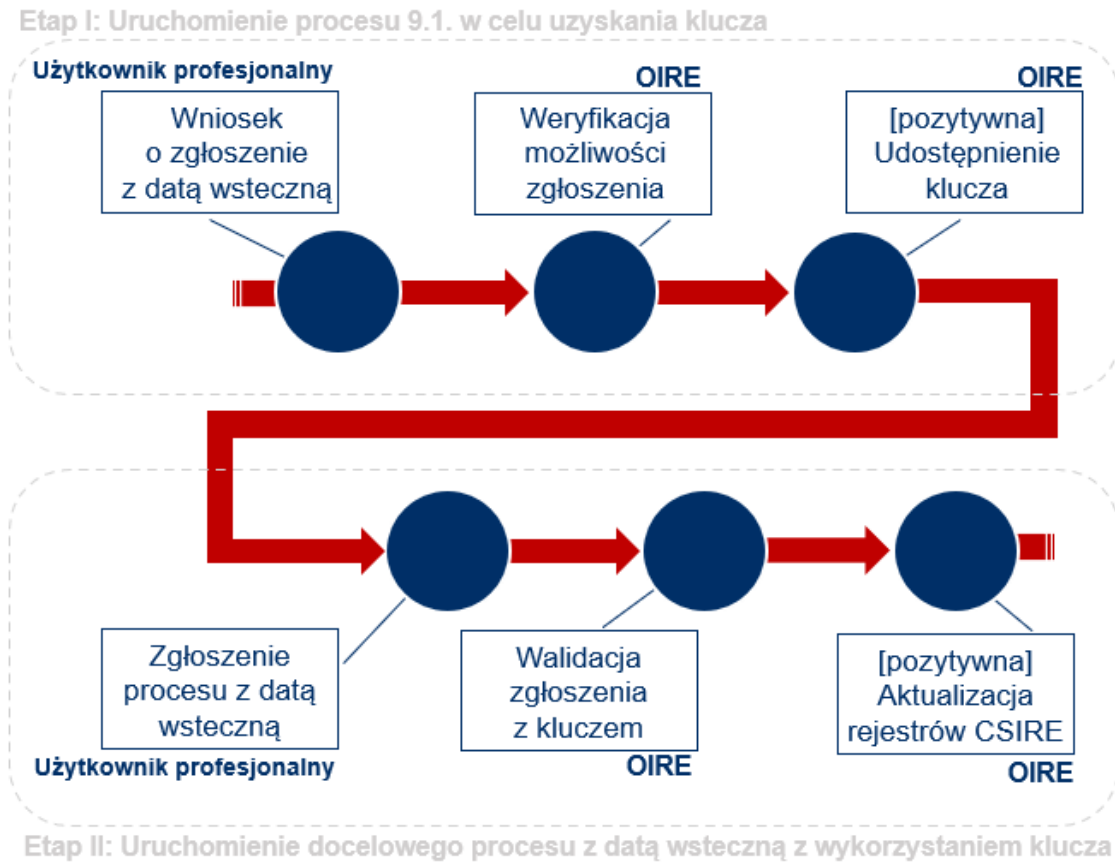 Etap I: Uruchomienie procesu 9.1. w celu uzyskania klucza
Użytkownik profesjonalny
Wniosek
o zgłoszenie
z datą wsteczną
OIRE
Weryfikacja
możliwości
zgłoszenia
OIRE
[pozytywna]
Udostępnienie
klucza
Zgłoszenie
procesu z datą
wsteczną
Użytkownik profesjonalny
Walidacja
zgłoszenia
z kluczem
OIRE
[pozytywna]
Aktualizacja
rejestrów CSIRE
OIRE
Etap II: Uruchomienie docelowego procesu z datą wsteczną z wykorzystaniem klucza